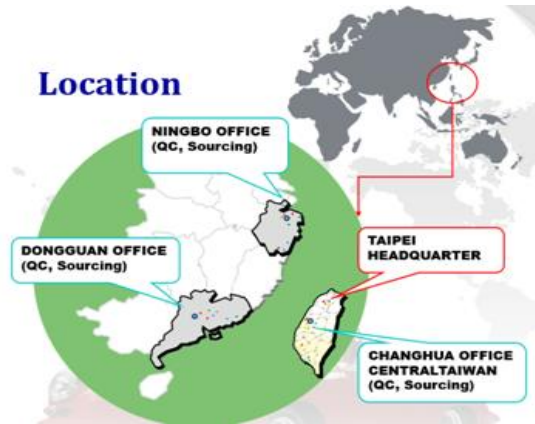 Location
NINGBO OFFICE
(QC, Sourcing)
DONGGUAN OFFICE
(QC, Sourcing)
TAIPEI
HEADQUARTER
CHANGHUA OFFICE
CENTRALTAIWAN
(QC, Sourcing)